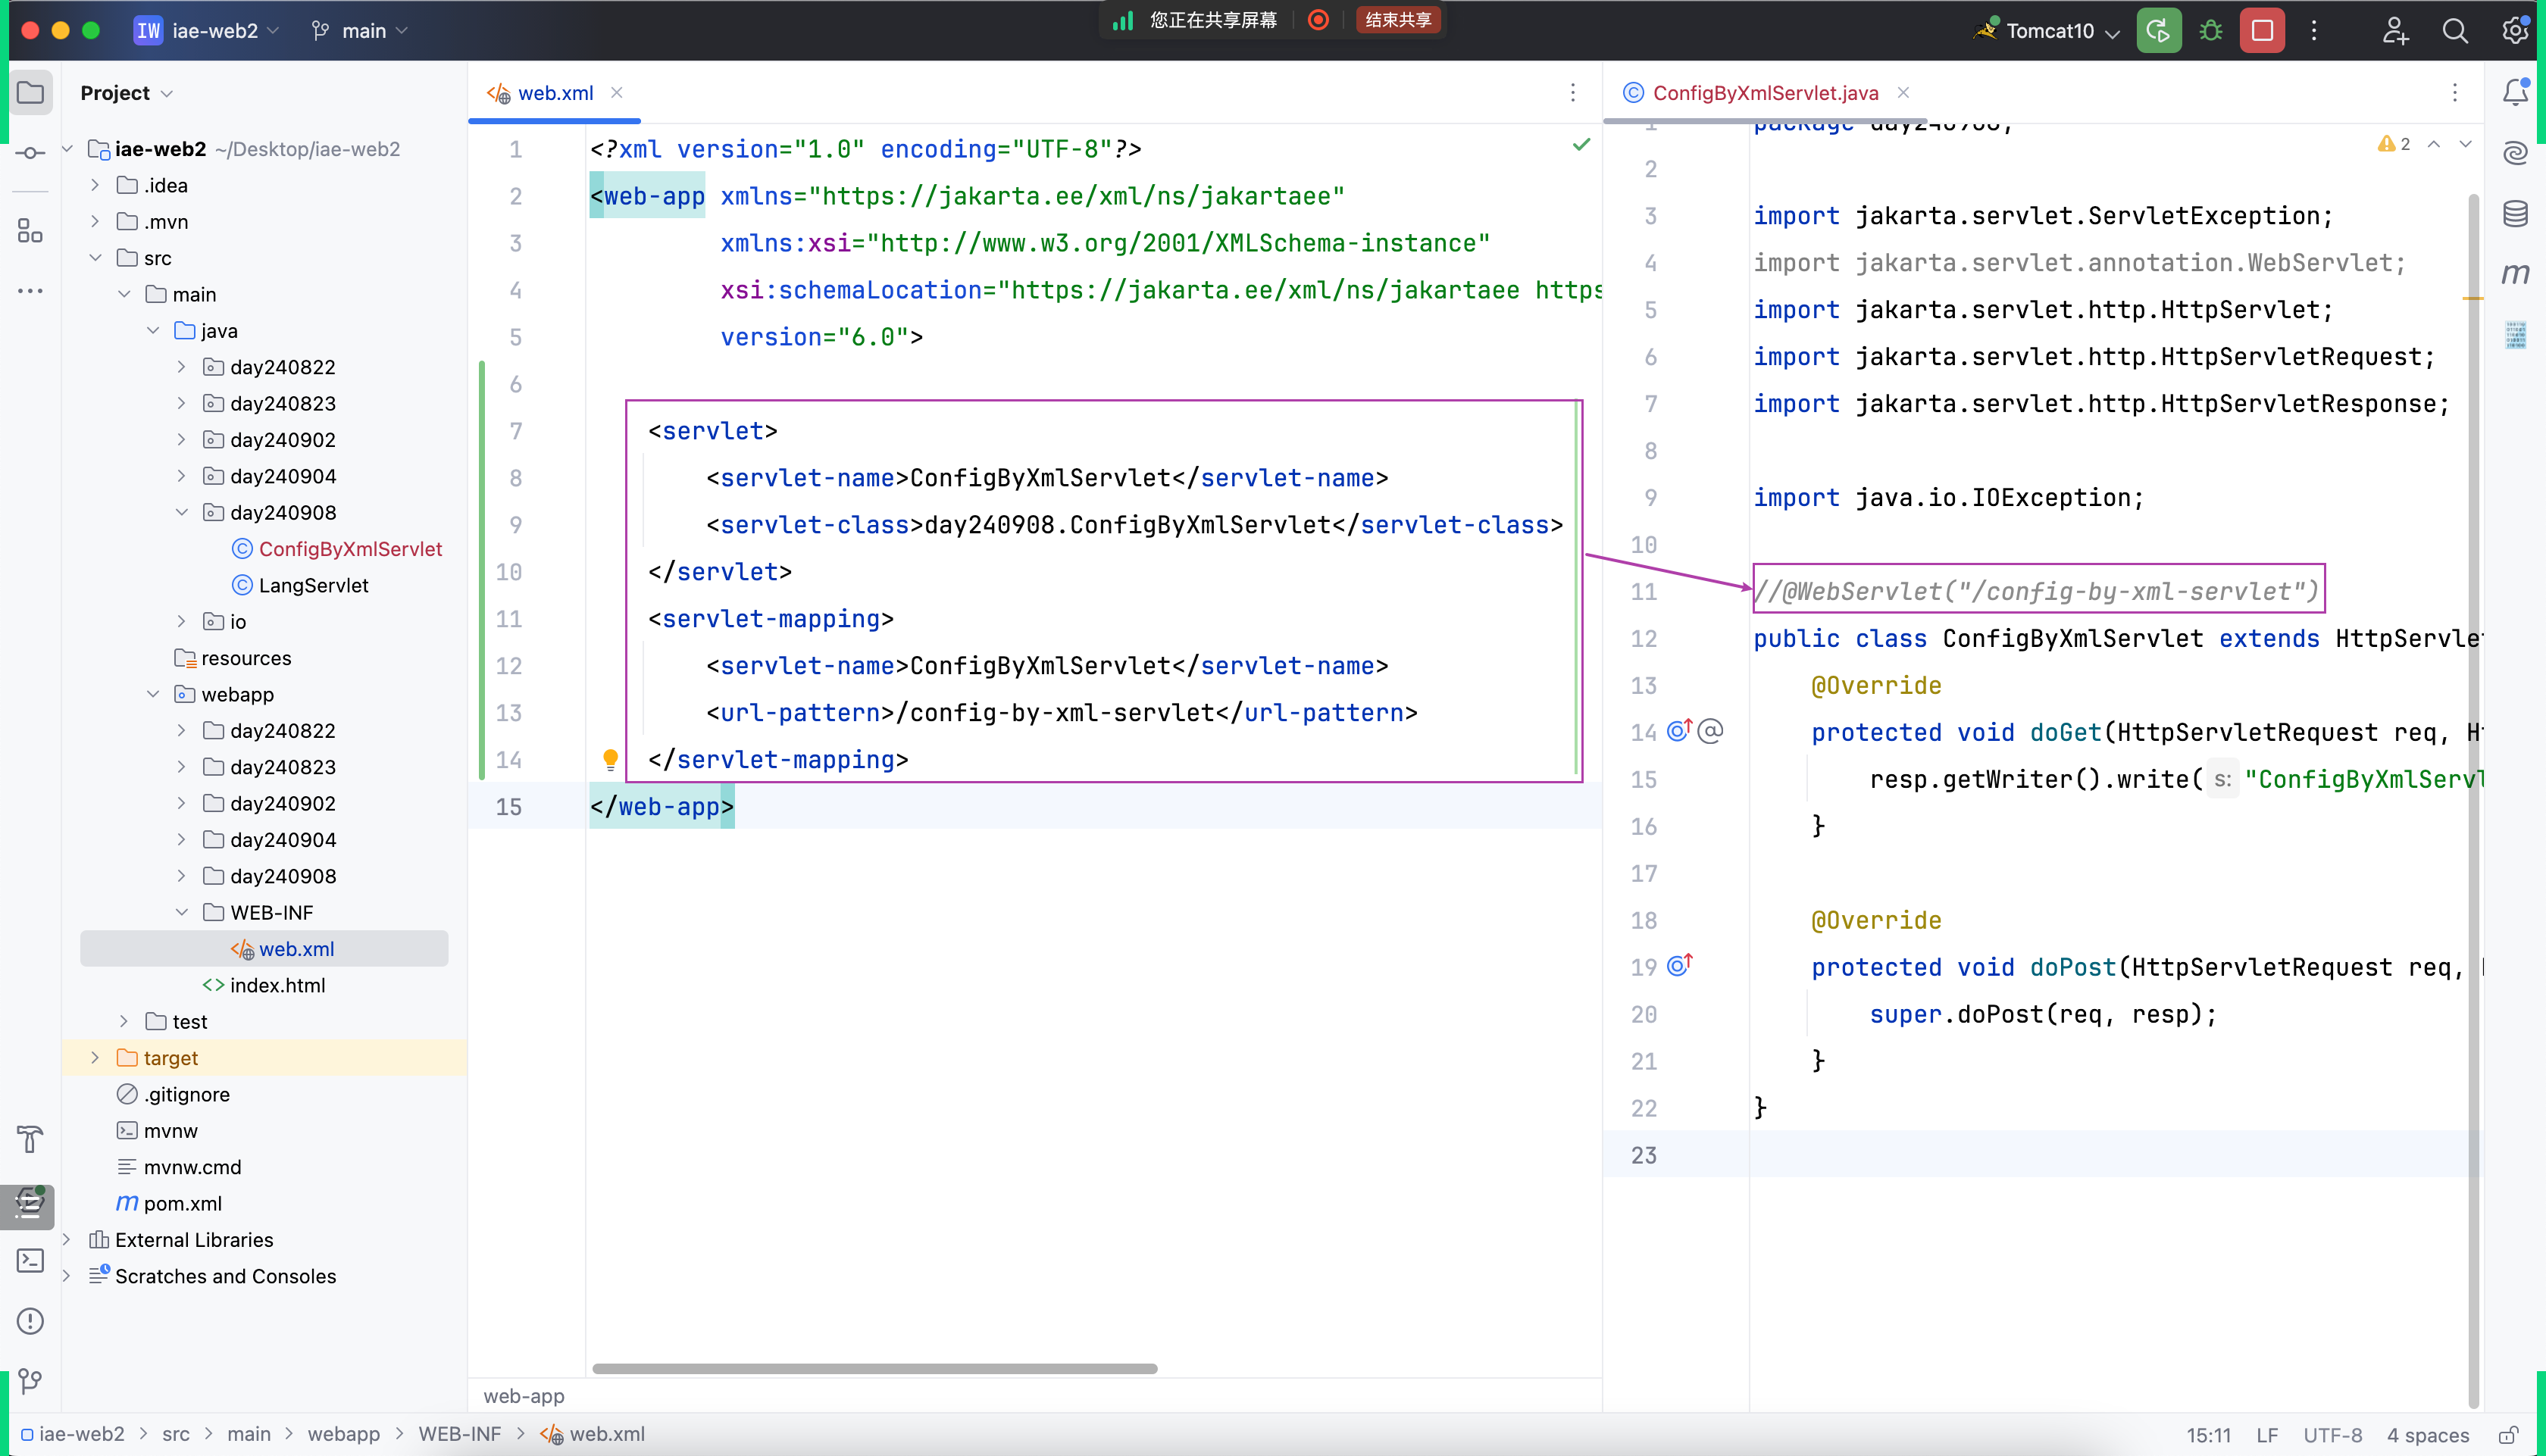 IW iae-web2 main
您正在共享屏幕 结束共享
Tomcat10
Project
iae-web2 ~/Desktop/iae-web2
.idea
.mvn
src
main
java
day240822
day240823
day240902
day240904
day240908
ConfigByXmlServlet
LangServlet
io
resources
webapp
day240822
day240823
day240902
day240904
day240908
WEB-INF
web.xml
index.html
test
target
.gitignore
mvnw
mvnw.cmd
pom.xml
External Libraries
Scratches and Consoles
web.xml
1 <?xml version="1.0" encoding="UTF-8"?>
2 <web-app xmlns="https://jakarta.ee/xml/ns/jakartaee"
3 xmlns:xsi="http://www.w3.org/2001/XMLSchema-instance"
4 xsi:schemaLocation="https://jakarta.ee/xml/ns/jakartaee https
5 version="6.0">
6
7 <servlet>
8 <servlet-name>ConfigByXmlServlet</servlet-name>
9 <servlet-class>day240908.ConfigByXmlServlet</servlet-class>
10 </servlet>
11 <servlet-mapping>
12 <servlet-name>ConfigByXmlServlet</servlet-name>
13 <url-pattern>/config-by-xml-servlet</url-pattern>
14 </servlet-mapping>
15 </web-app>
web-app
ConfigByXmlServlet.java
2
1 package day240908;
2
3 import jakarta.servlet.ServletException;
4 import jakarta.servlet.annotation.WebServlet;
5 import jakarta.servlet.http.HttpServlet;
6 import jakarta.servlet.http.HttpServletRequest;
7 import jakarta.servlet.http.HttpServletResponse;
8
9 import java.io.IOException;
10
11 //@WebServlet("/config-by-xml-servlet")
12 public class ConfigByXmlServlet extends HttpServle
13 @Override
14 protected void doGet(HttpServletRequest req, H
15 resp.getWriter().write( s: "ConfigByXmlServ
16 }
17
18 @Override
19 protected void doPost(HttpServletRequest req,
20 super.doPost(req, resp);
21 }
22 }
23
iae-web2 > src > main > webapp > WEB-INF > web.xml
15:11 LF UTF-8 4 spaces